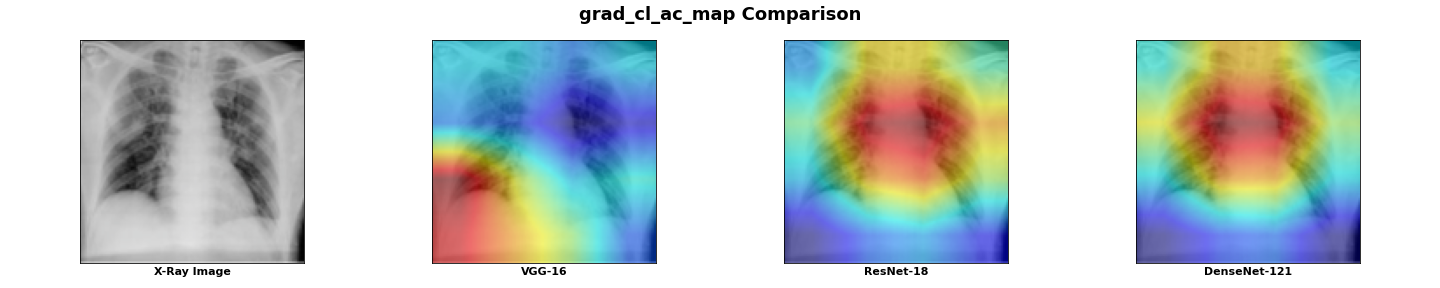 grad_cl_ac_map Comparison
X-Ray Image
VGG-16
ResNet-18
DenseNet-121